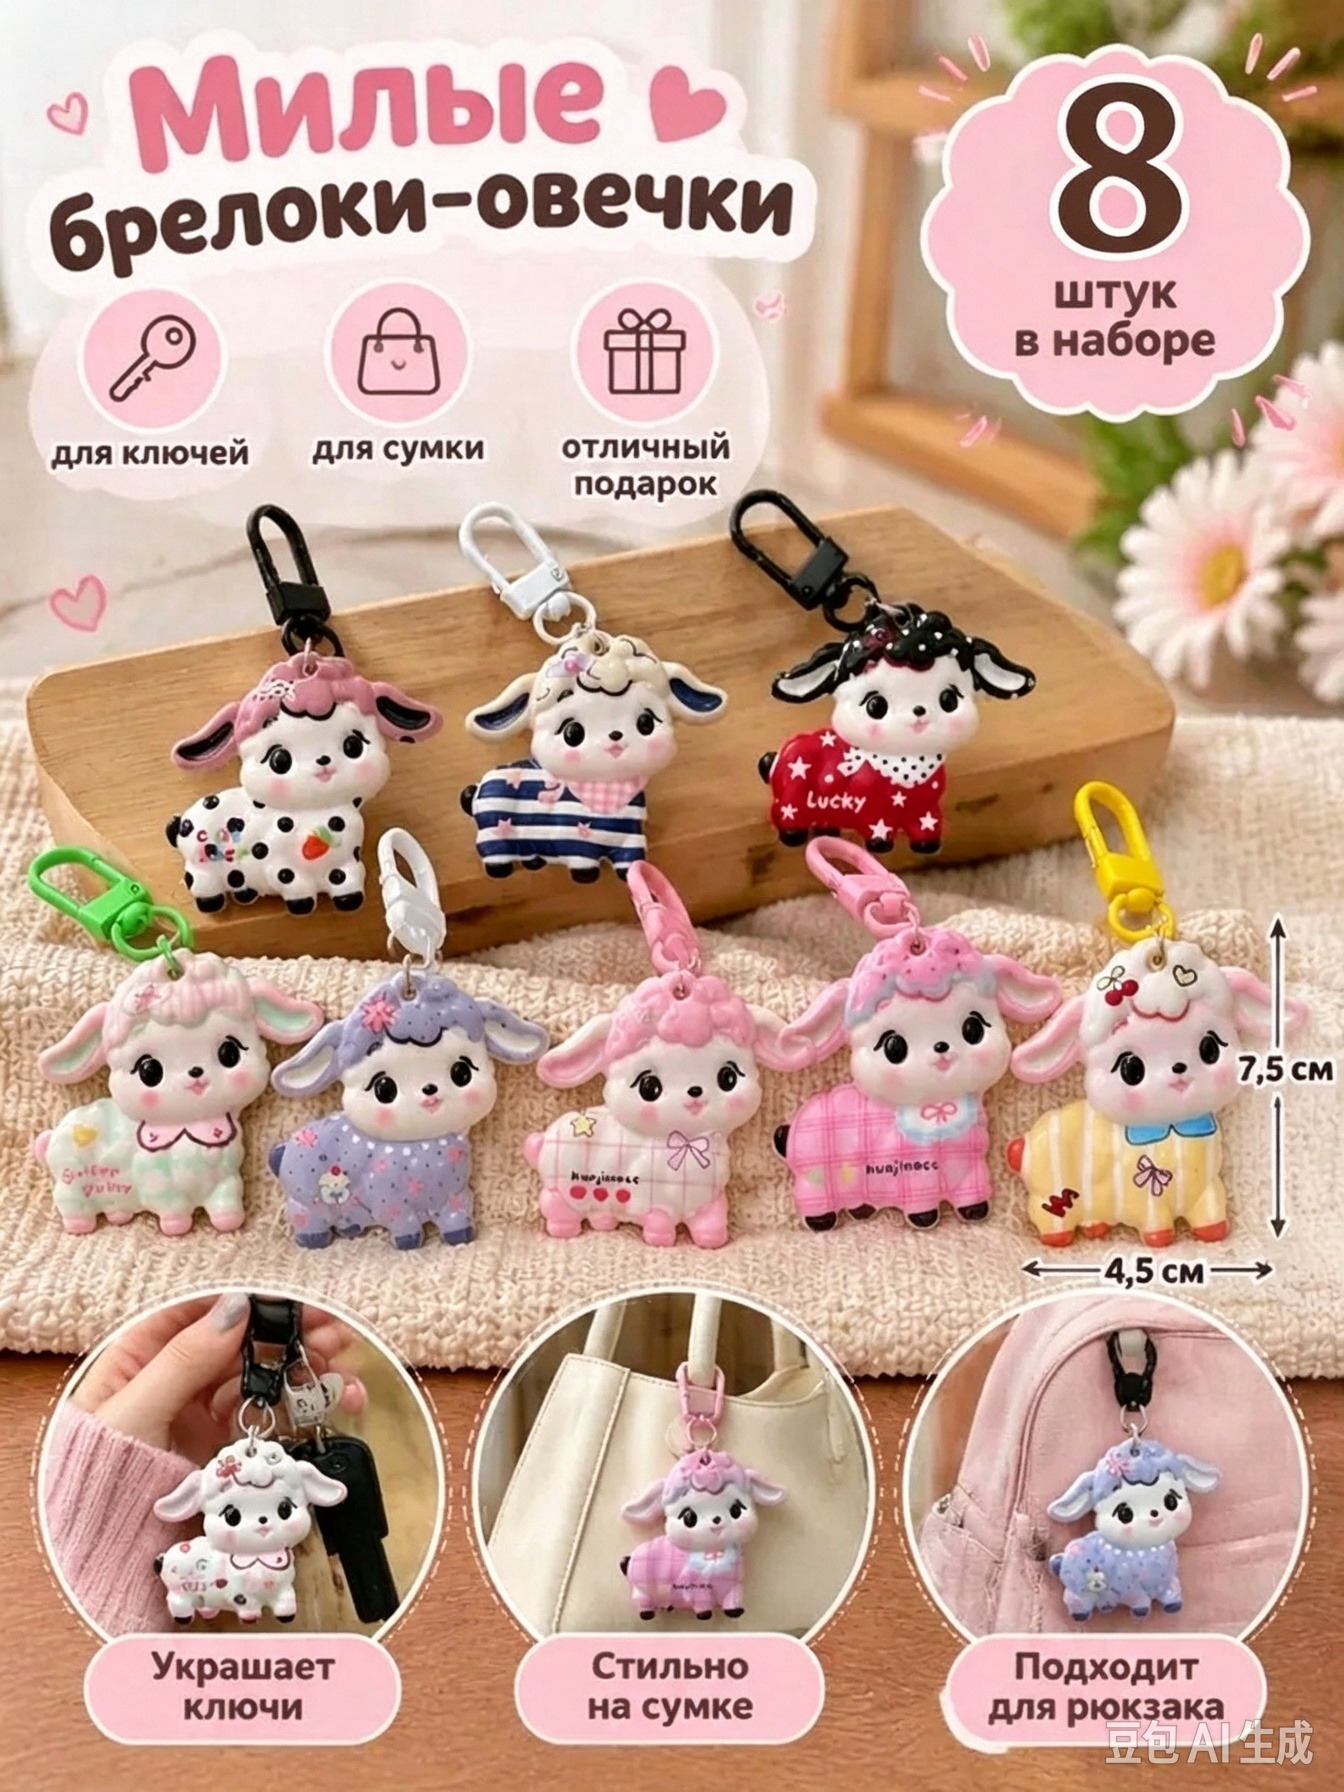 Милые
брелоки-овечки
8
штук
в наборе
для ключей
для сумки
отличный
подарок
Lucky
7,5 см
4,5 см
Украшает
ключи
Стильно
на сумке
Подходит
для рюкзака
豆包AI生成